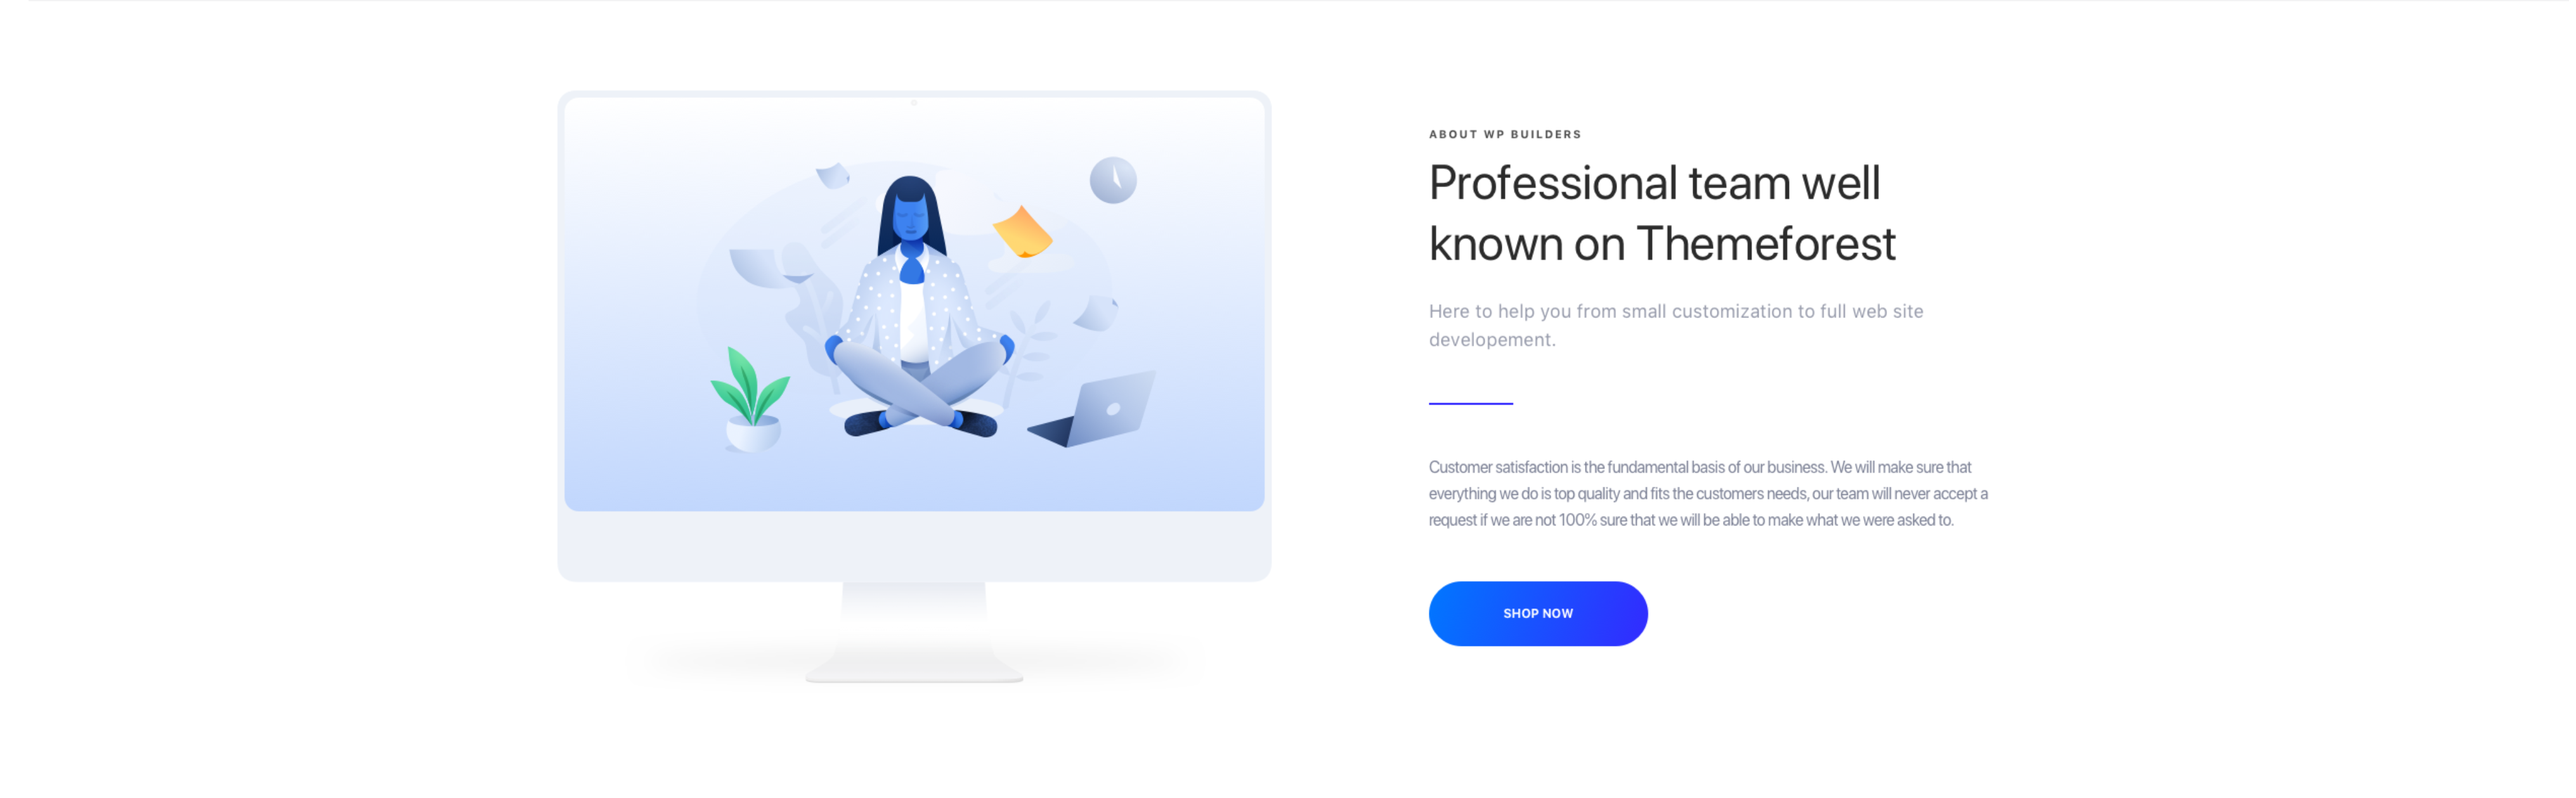 ABOUT WP BUILDERS
Professional team well
known on Themeforest
Here to help you from small customization to full web site
developement.
Customer satisfaction is the fundamental basis of our business. We will make sure that
everything we do is top quality and fits the customers needs, our team will never accept a
request if we are not 100% sure that we will be able to make what we were asked to.
SHOP NOW